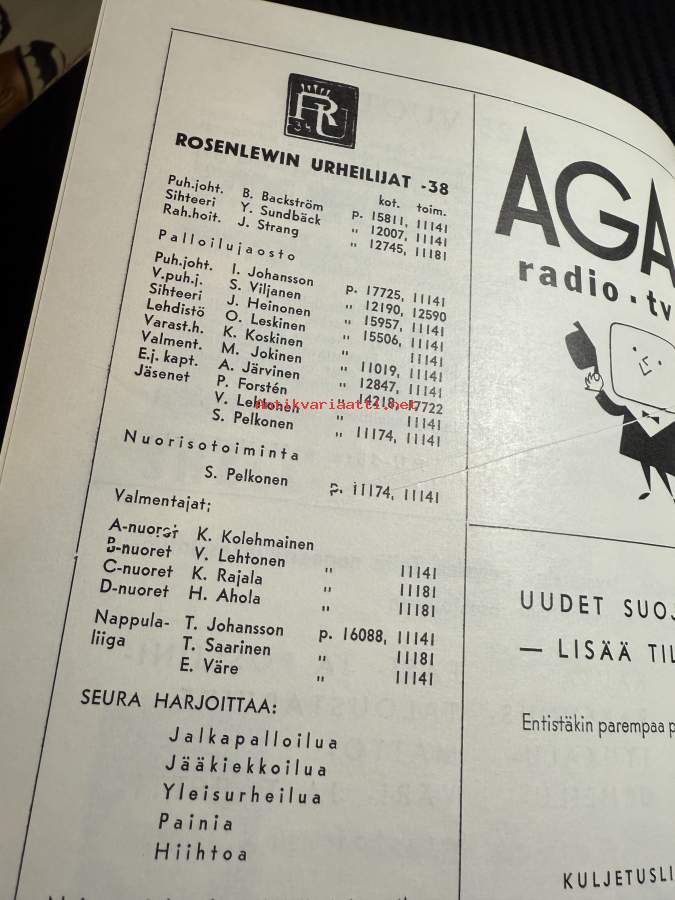 RU
34
ROSENLEWIN URHEILIJAT -38
kot. toim.
Puh.joht. B. Backström p. 15811, 11141
Sihteeri Y. Sundbäck " 12007, 11141
Rah.hoit. J. Strang " 12745, 11181
Palloilujaosto
Puh.joht. I. Johansson p. 17725, 11141
V.puh.j. S. Viljanen " 12190, 12590
Sihteeri J. Heinonen " 15957, 11141
Lehdistö O. Leskinen " 15506, 11141
Varast.h. K. Koskinen " 11141
Valment. M. Jokinen " 11019, 11141
E.j. kapt. A. Järvinen " 12847, 11141
Jäsenet P. Forstén " 14218, 17722
V. Lehtonen " 11141
S. Pelkonen " 11174, 11141
antikvariaatti.net
Nuorisotoiminta
S. Pelkonen p. 11174, 11141
Valmentajat;
A-nuoret K. Kolehmainen
B-nuoret V. Lehtonen " 11141
C-nuoret K. Rajala " 11181
D-nuoret H. Ahola " 11181
Nappula- T. Johansson p. 16088, 11141
liiga T. Saarinen " 11181
E. Väre " 11141
SEURA HARJOITTAA:
Jalkapalloilua
Jääkiekkoilua
Yleisurheilua
Painia
Hiihtoa
AGA
radio · tv
UUDET SUOJ
— LISÄÄ TIL
Entistäkin parempaa p
KULJETUSLI